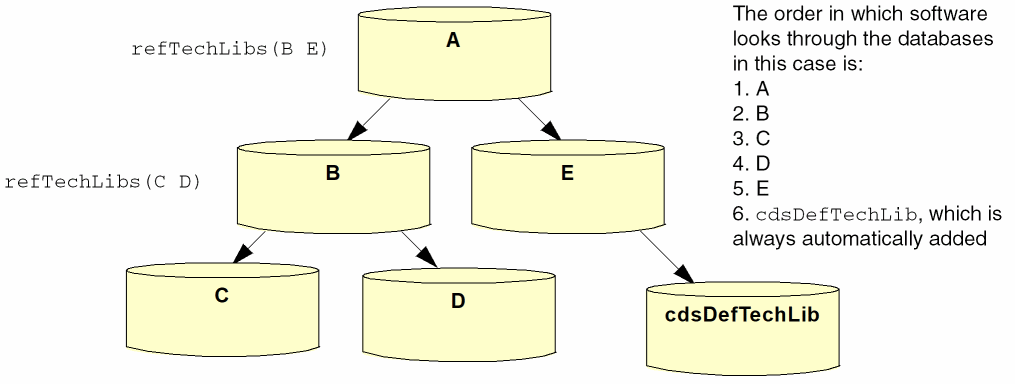 refTechLibs(B E)
A
refTechLibs(C D)
B
E
C
D
cdsDefTechLib
The order in which software
looks through the databases
in this case is:
1. A
2. B
3. C
4. D
5. E
6. cdsDefTechLib, which is
always automatically added